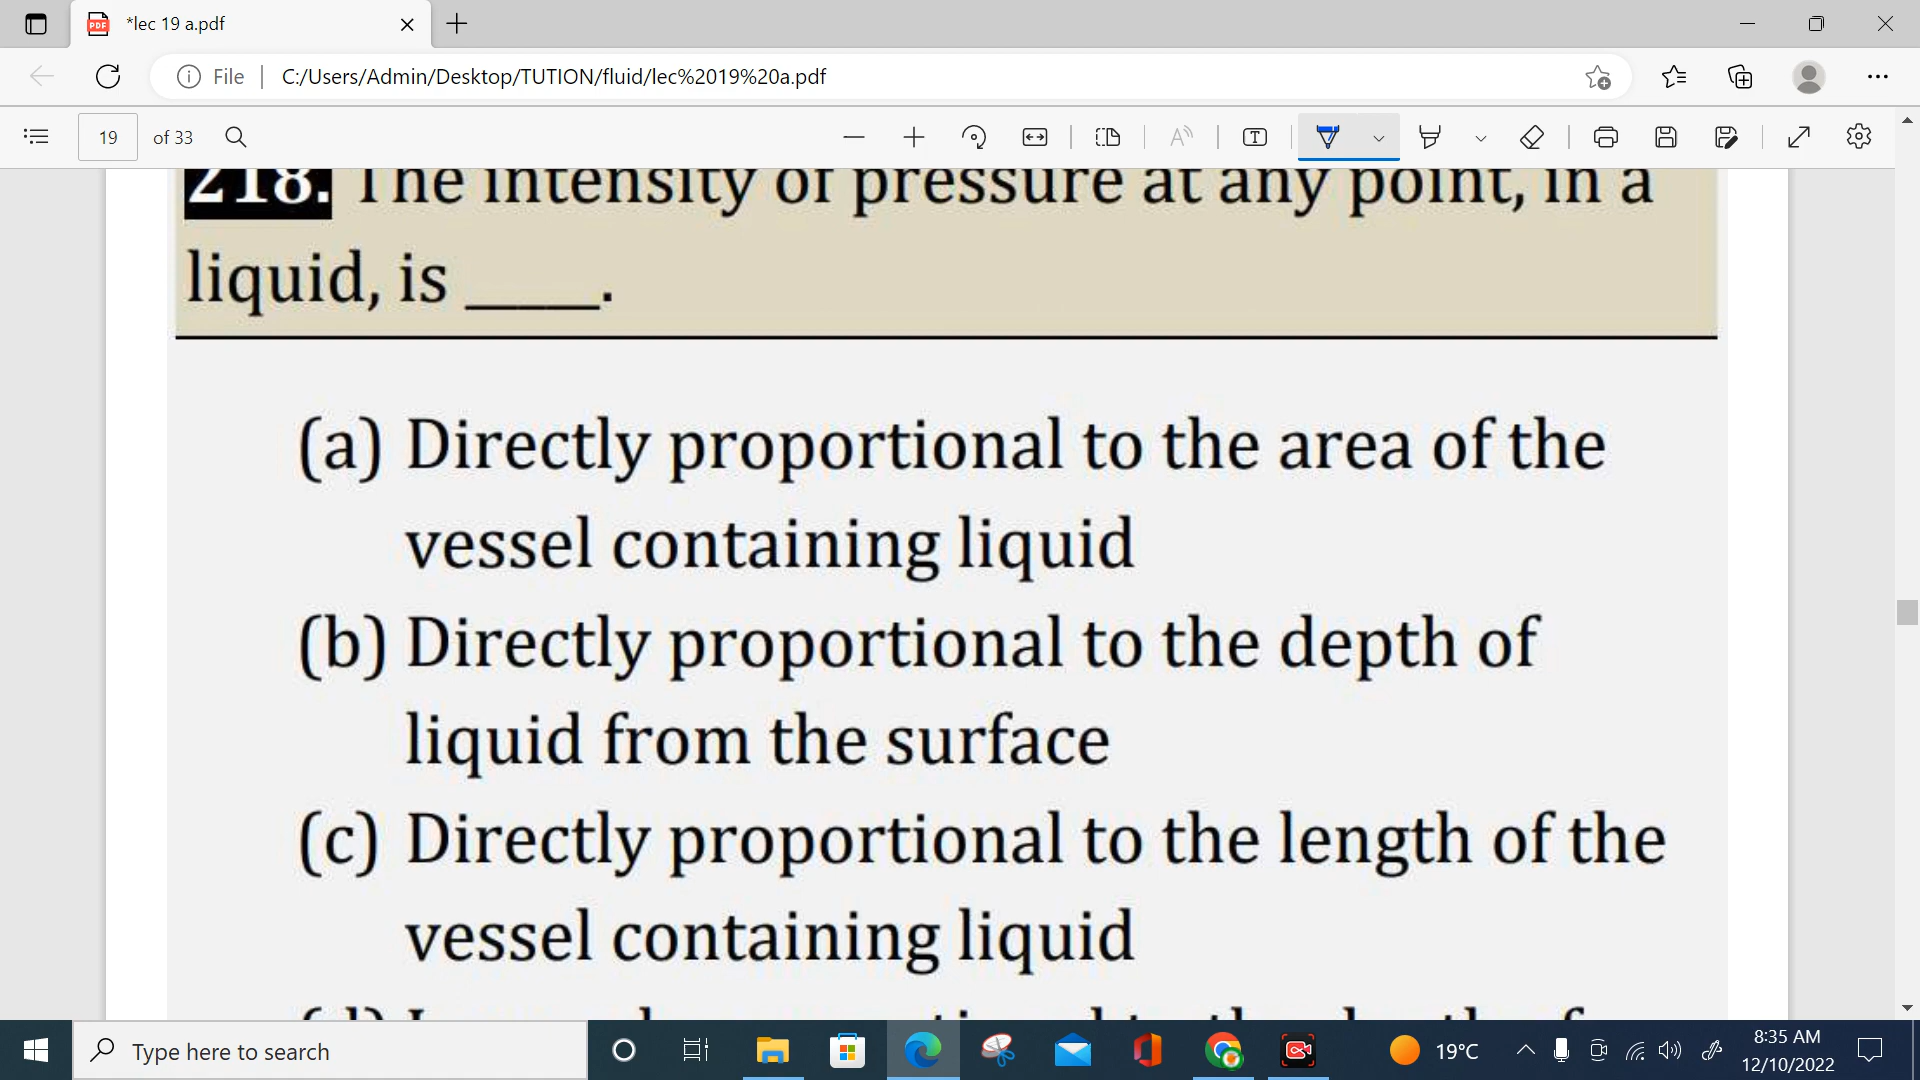 *lec 19 a.pdf
File
C:/Users/Admin/Desktop/TUTION/fluid/lec%2019%20a.pdf
19 of 33
218. The intensity of pressure at any point, in a
liquid, is _____.
(a) Directly proportional to the area of the
vessel containing liquid
(b) Directly proportional to the depth of
liquid from the surface
(c) Directly proportional to the length of the
vessel containing liquid
Type here to search
19°C
8:35 AM
12/10/2022